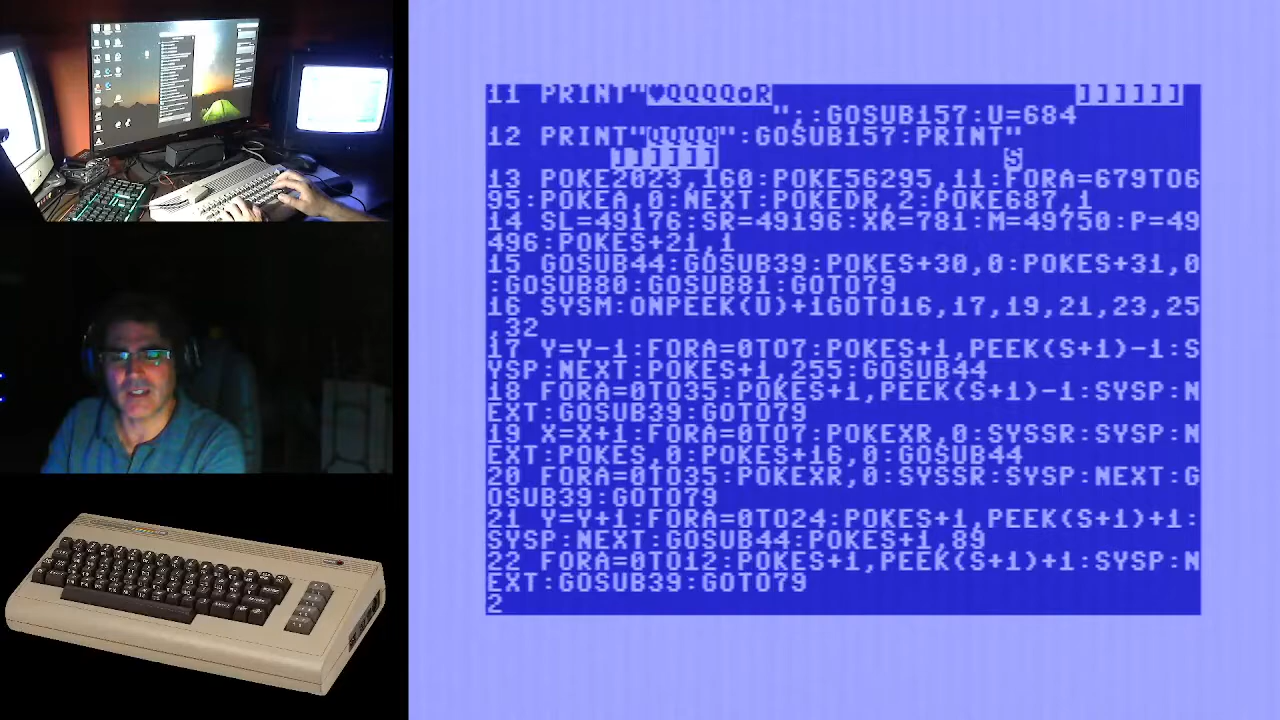 11 PRINT"♥QQQQoR ]]]]]]
";:GOSUB157:U=684
12 PRINT"QQQQ":GOSUB157:PRINT"
]]]]]] S
13 POKE2023,160:POKE56295,11:FORA=679TO6
95:POKEA,0:NEXT:POKEDR,2:POKE687,1
14 SL=49176:SR=49196:XR=781:M=49750:P=49
496:POKES+21,1
15 GOSUB44:GOSUB39:POKES+30,0:POKES+31,0
:GOSUB80:GOSUB81:GOTO79
16 SYSM:ONPEEK(U)+1GOTO16,17,19,21,23,25
,32
17 Y=Y-1:FORA=0TO7:POKES+1,PEEK(S+1)-1:S
YSP:NEXT:POKES+1,255:GOSUB44
18 FORA=0TO35:POKES+1,PEEK(S+1)-1:SYSP:N
EXT:GOSUB39:GOTO79
19 X=X+1:FORA=0TO7:POKEXR,0:SYSSR:SYSP:N
EXT:POKES,0:POKES+16,0:GOSUB44
20 FORA=0TO35:POKEXR,0:SYSSR:SYSP:NEXT:G
OSUB39:GOTO79
21 Y=Y+1:FORA=0TO24:POKES+1,PEEK(S+1)+1:
SYSP:NEXT:GOSUB44:POKES+1,89
22 FORA=0TO12:POKES+1,PEEK(S+1)+1:SYSP:N
EXT:GOSUB39:GOTO79
2